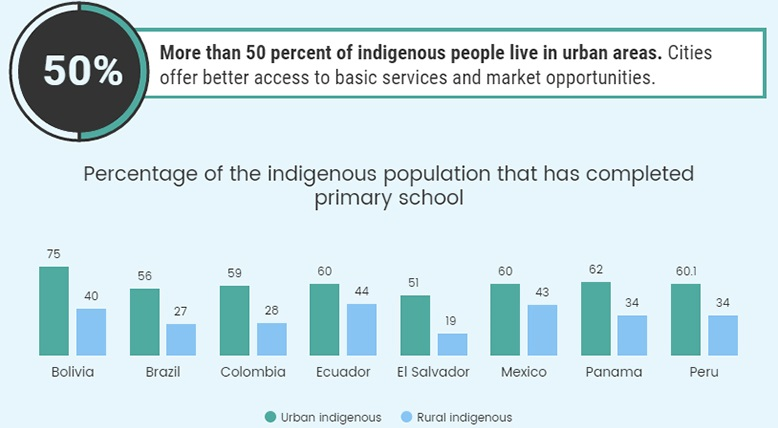 50%
More than 50 percent of indigenous people live in urban areas. Cities
offer better access to basic services and market opportunities.
Percentage of the indigenous population that has completed
primary school
75 40 56 27 59 28 60 44 51 19 60 43 62 34 60.1 34
Bolivia Brazil Colombia Ecuador El Salvador Mexico Panama Peru
Urban indigenous Rural indigenous